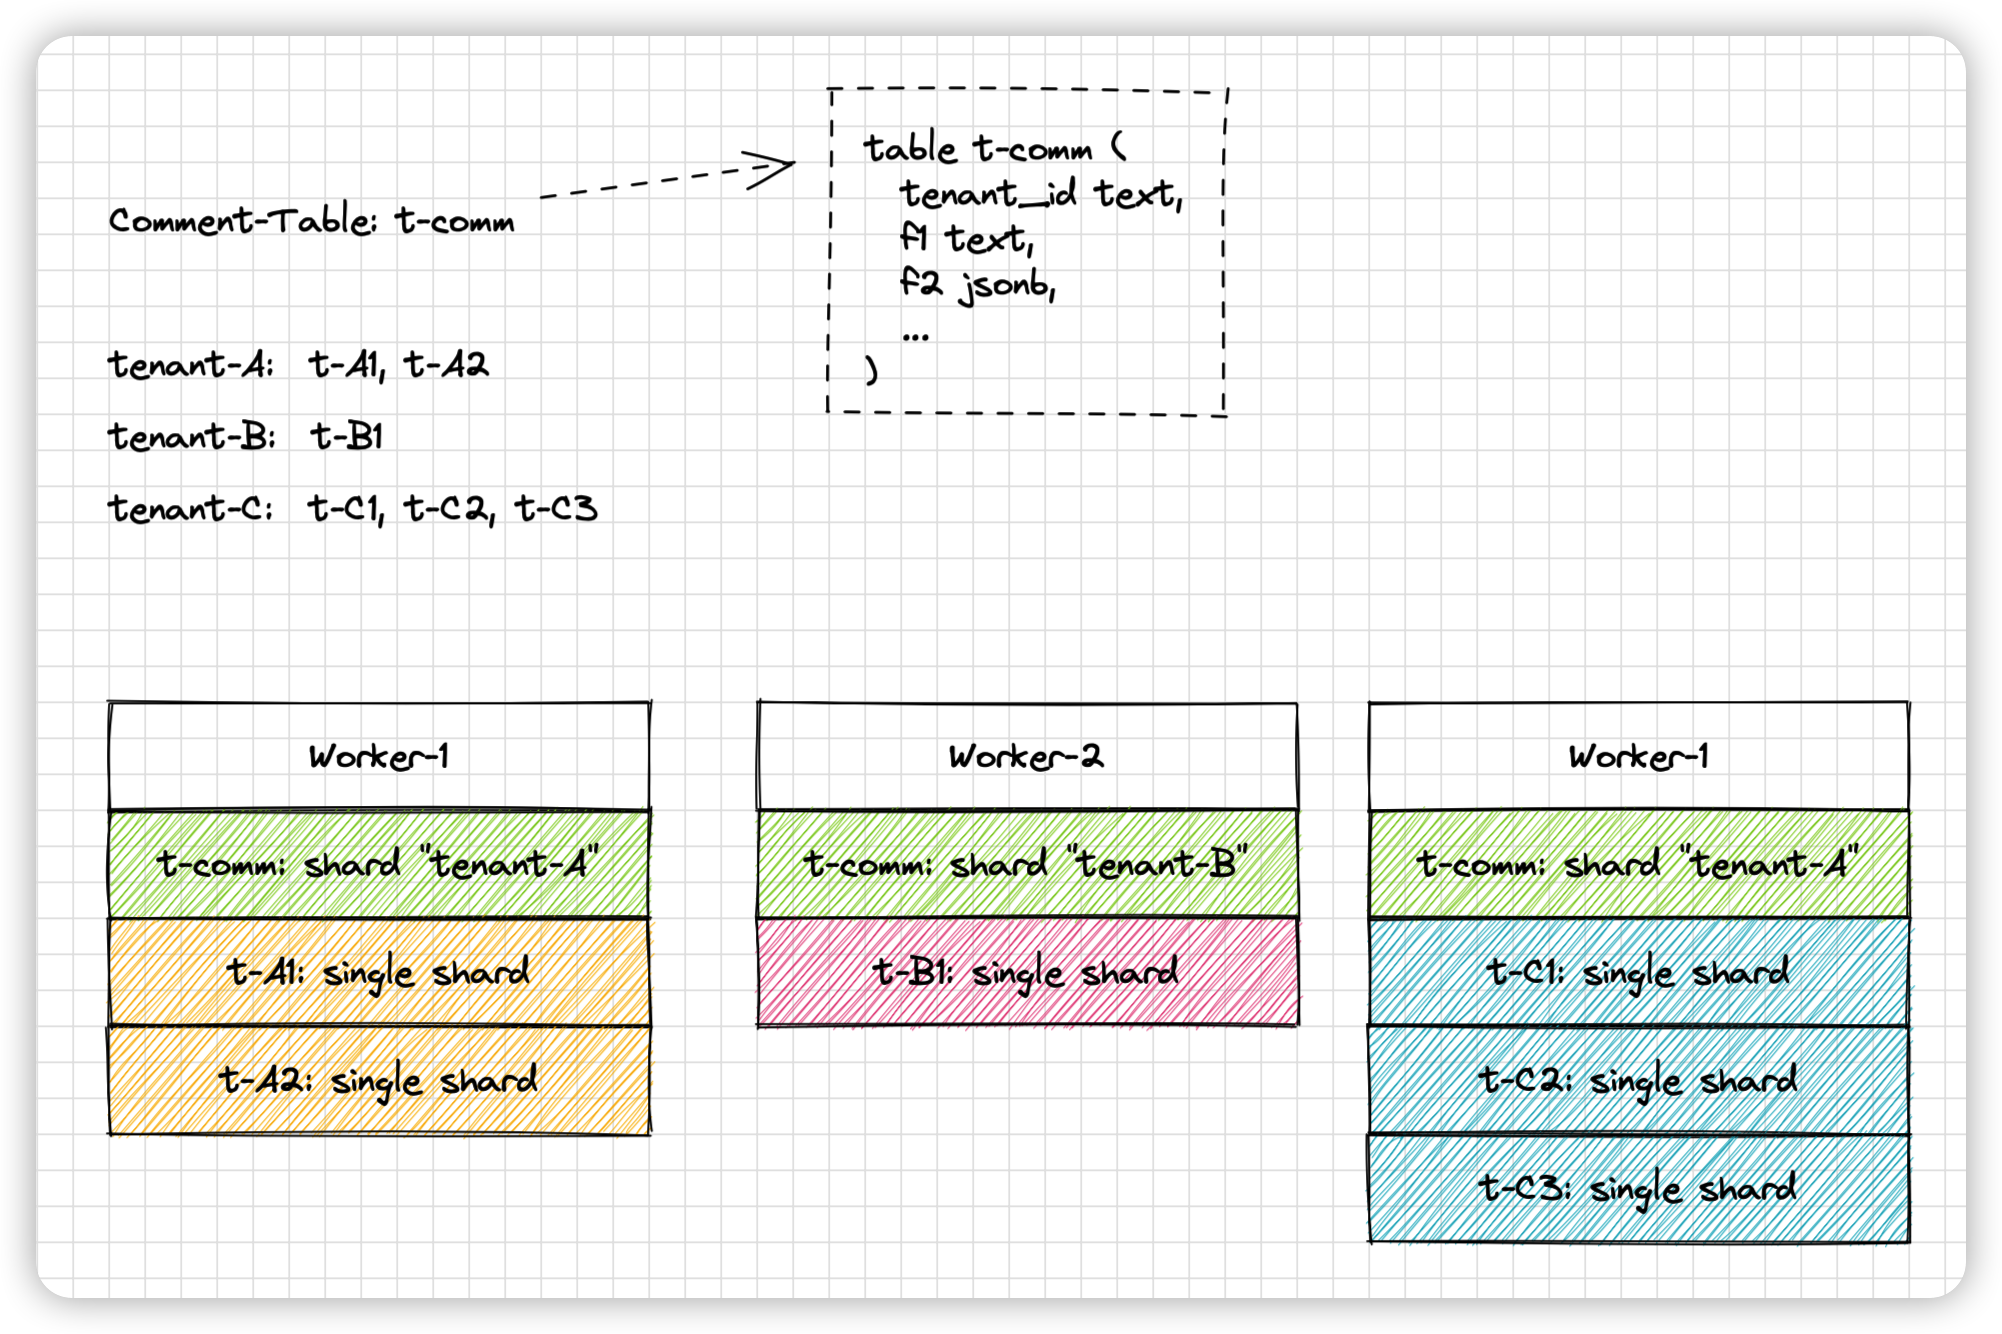 table t-comm (
tenant_id text,
f1 text,
f2 jsonb,
...
)
Comment-Table: t-comm
tenant-A: t-A1, t-A2
tenant-B: t-B1
tenant-C: t-C1, t-C2, t-C3
Worker-1
t-comm: shard "tenant-A"
t-A1: single shard
t-A2: single shard
Worker-2
t-comm: shard "tenant-B"
t-B1: single shard
Worker-1
t-comm: shard "tenant-A"
t-C1: single shard
t-C2: single shard
t-C3: single shard